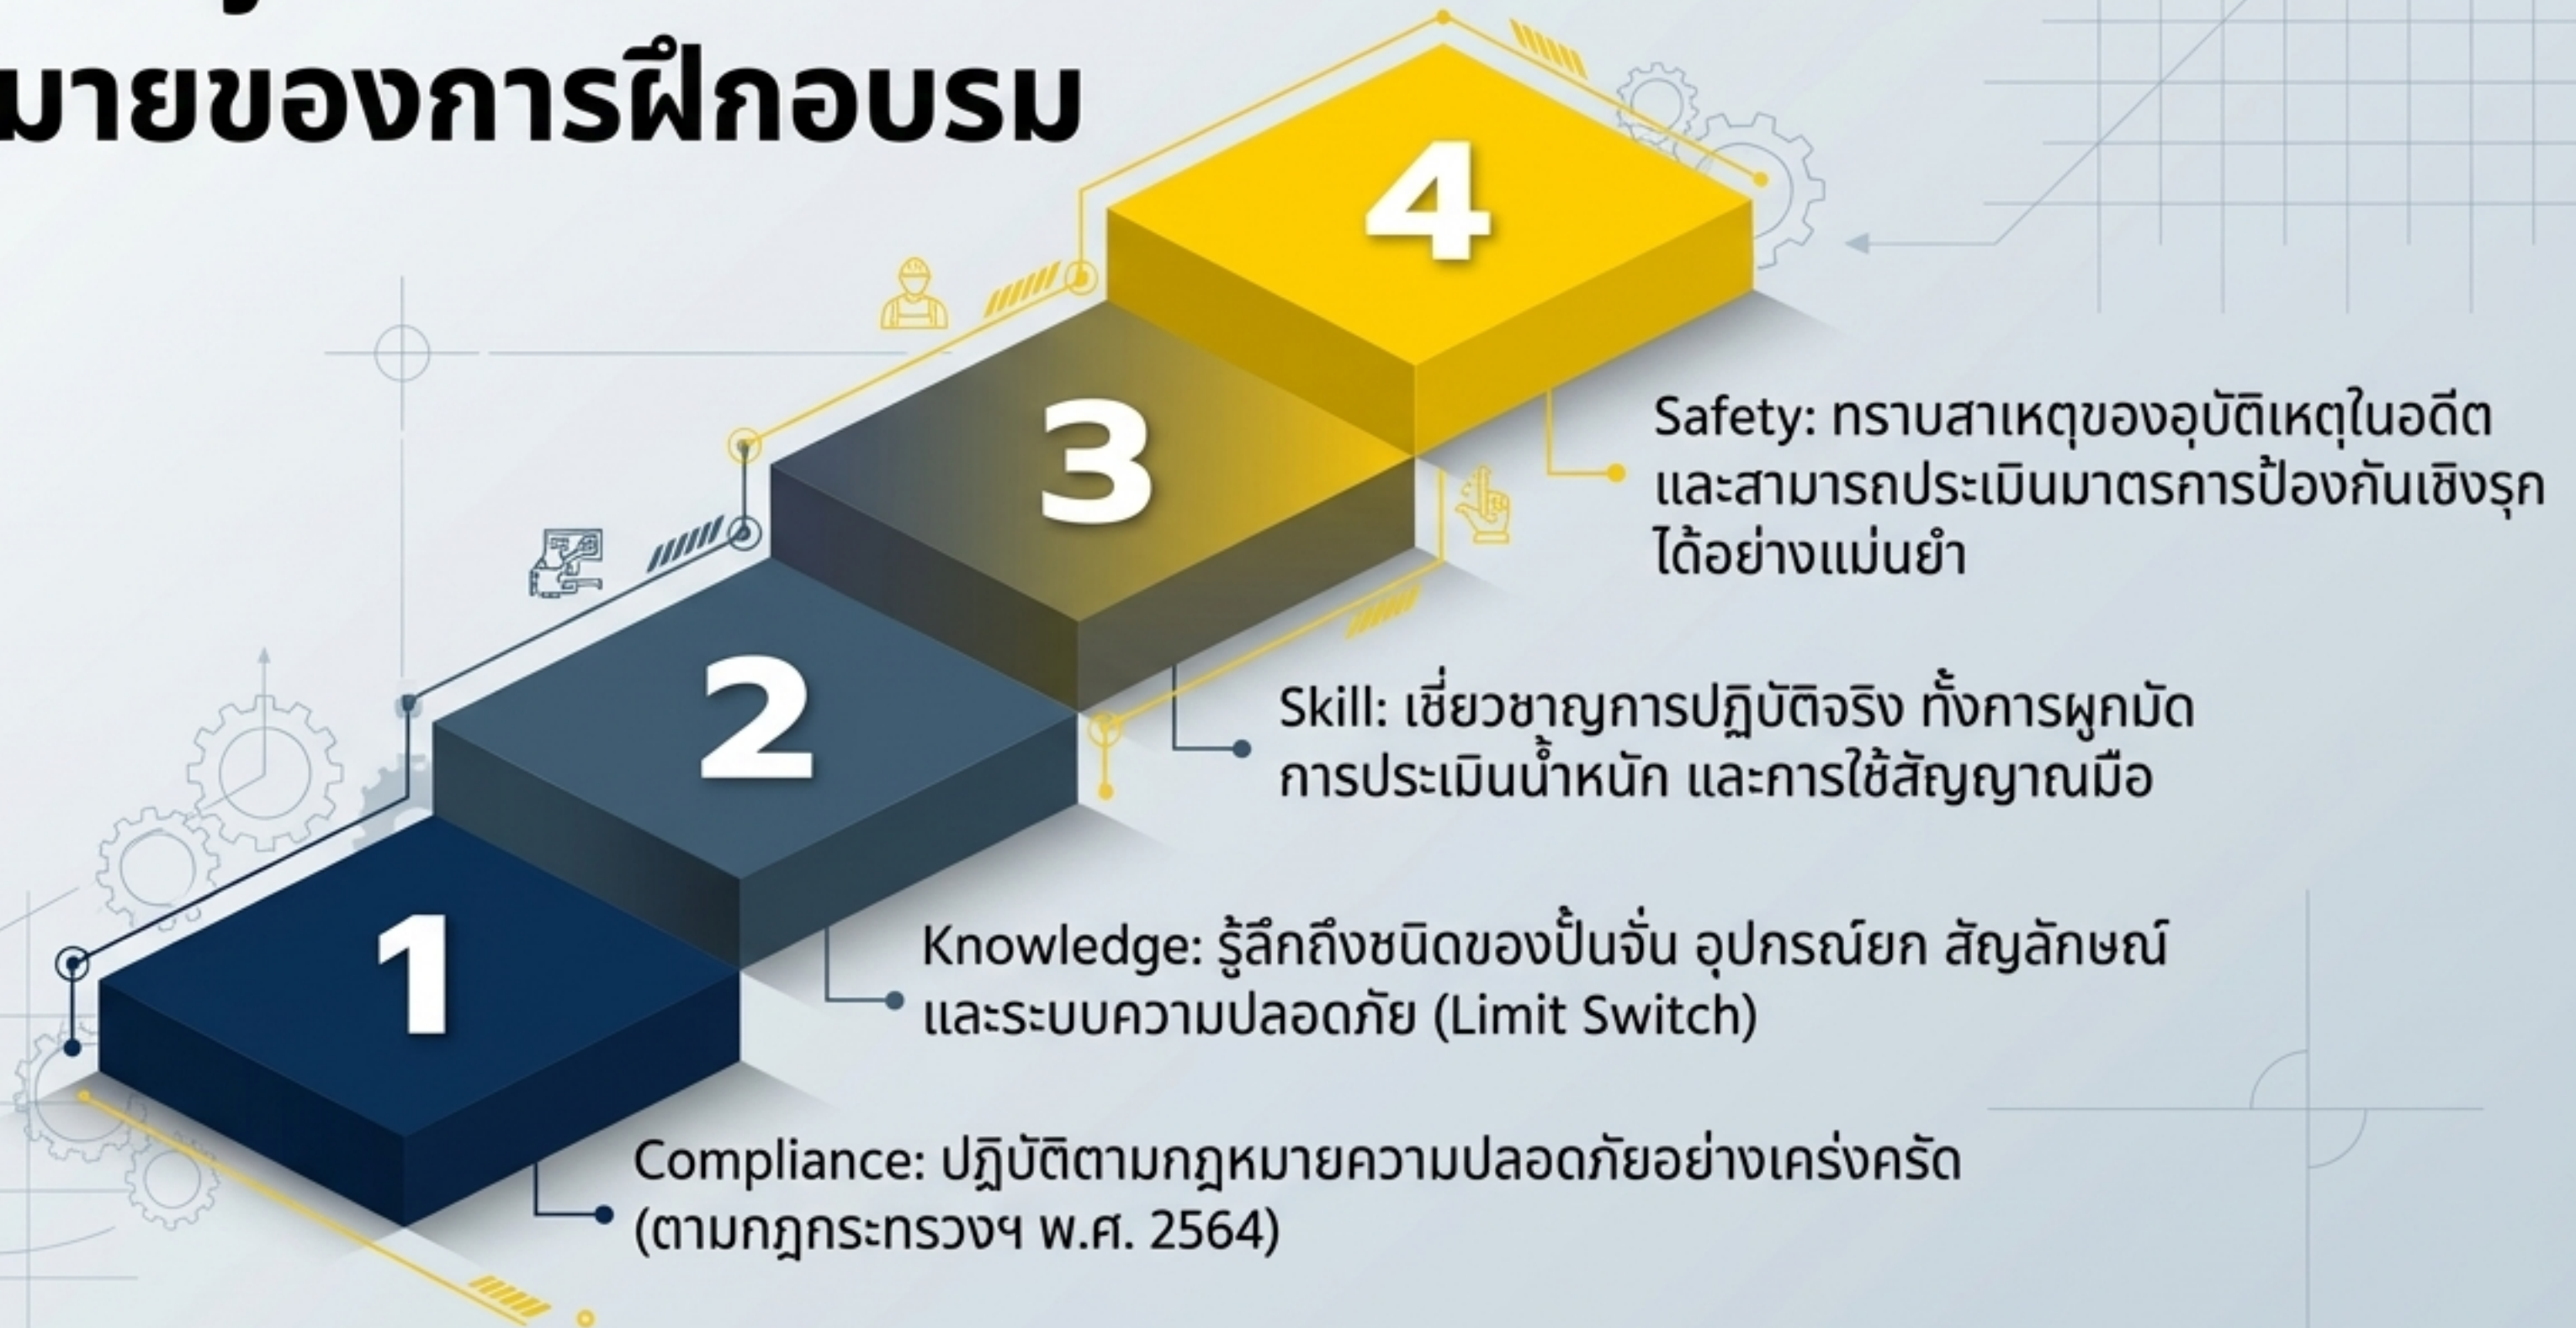 มายของการฝึกอบรม
4
Safety: ทราบสาเหตุของอุบัติเหตุในอดีต
และสามารถประเมินมาตรการป้องกันเชิงรุก
ได้อย่างแม่นยำ
3
Skill: เชี่ยวชาญการปฏิบัติจริง ทั้งการผูกมัด
การประเมินน้ำหนัก และการใช้สัญญาณมือ
2
Knowledge: รู้ลึกถึงชนิดของปั้นจั่น อุปกรณ์ยก สัญลักษณ์
และระบบความปลอดภัย (Limit Switch)
1
Compliance: ปฏิบัติตามกฎหมายความปลอดภัยอย่างเคร่งครัด
(ตามกฎกระทรวงฯ พ.ศ. 2564)